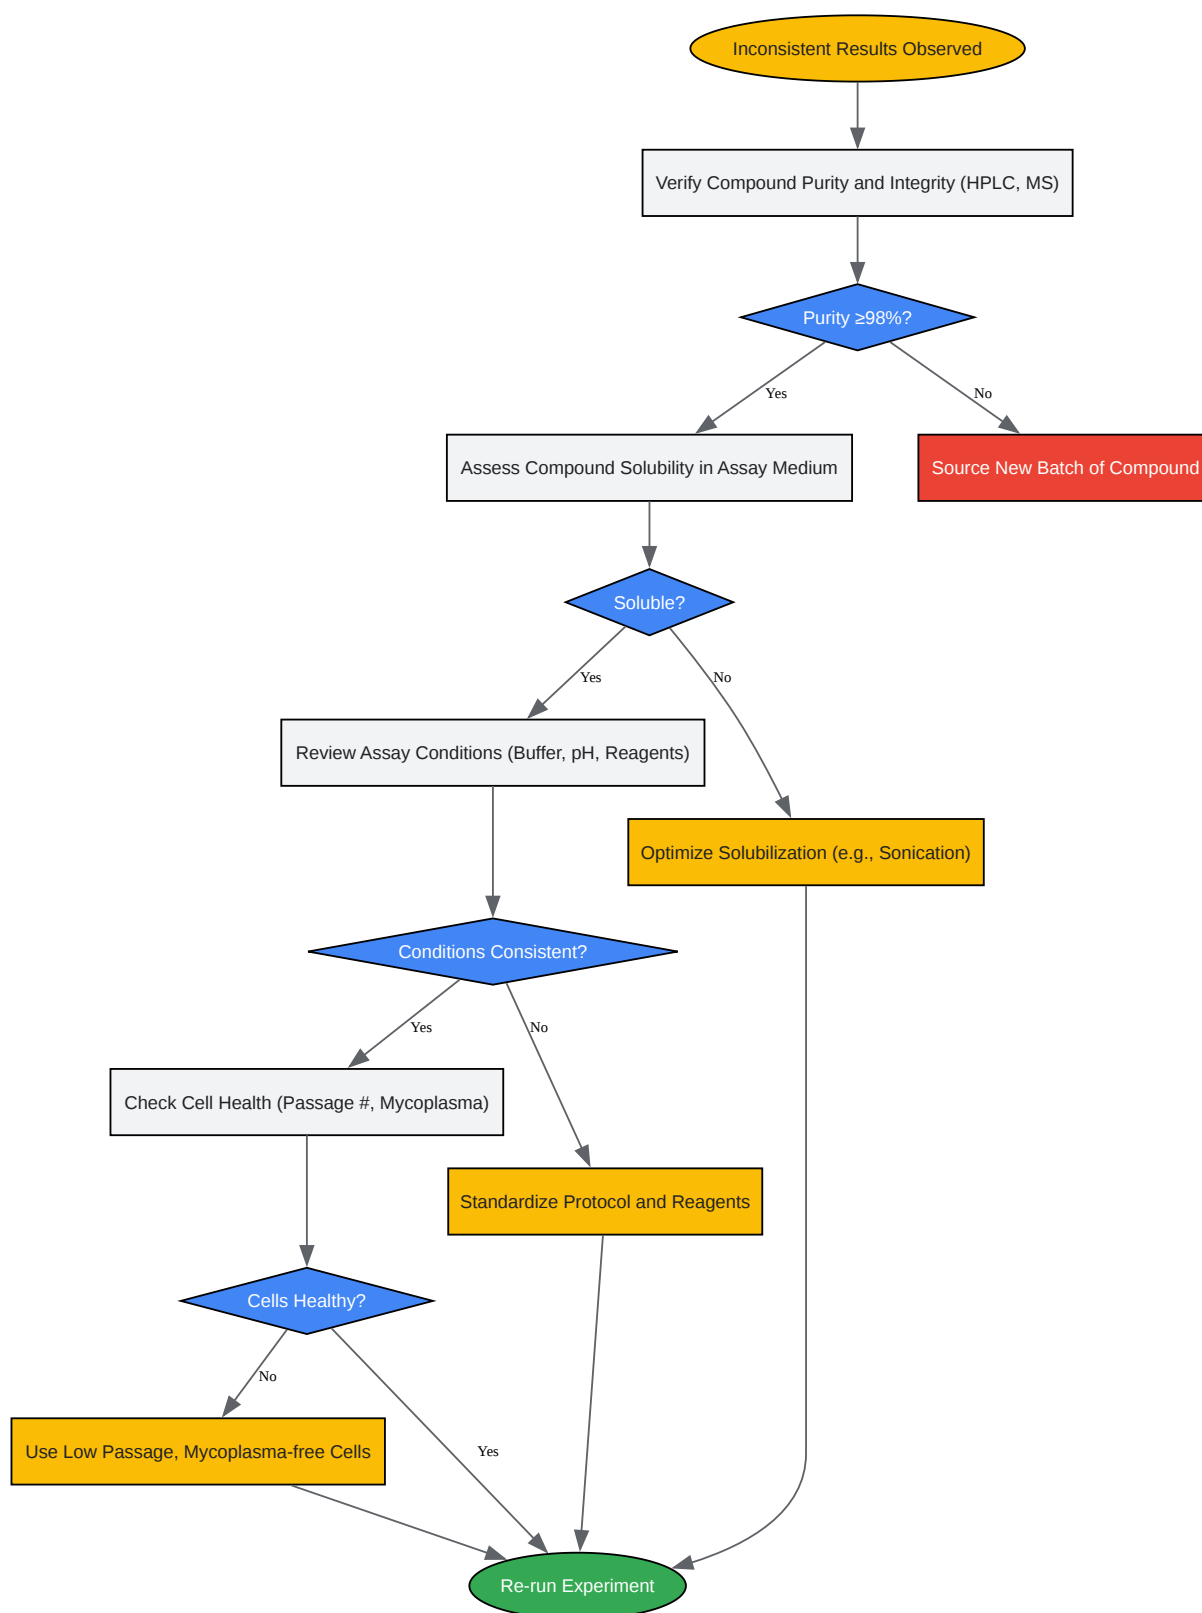 Inconsistent Results Observed
Verify Compound Purity and Integrity (HPLC, MS)
Purity ≥98%?
Yes
No
Assess Compound Solubility in Assay Medium
Source New Batch of Compound
Soluble?
Yes
No
Review Assay Conditions (Buffer, pH, Reagents)
Optimize Solubilization (e.g., Sonication)
Conditions Consistent?
Yes
No
Check Cell Health (Passage #, Mycoplasma)
Standardize Protocol and Reagents
Cells Healthy?
No
Use Low Passage, Mycoplasma-free Cells
Yes
Re-run Experiment